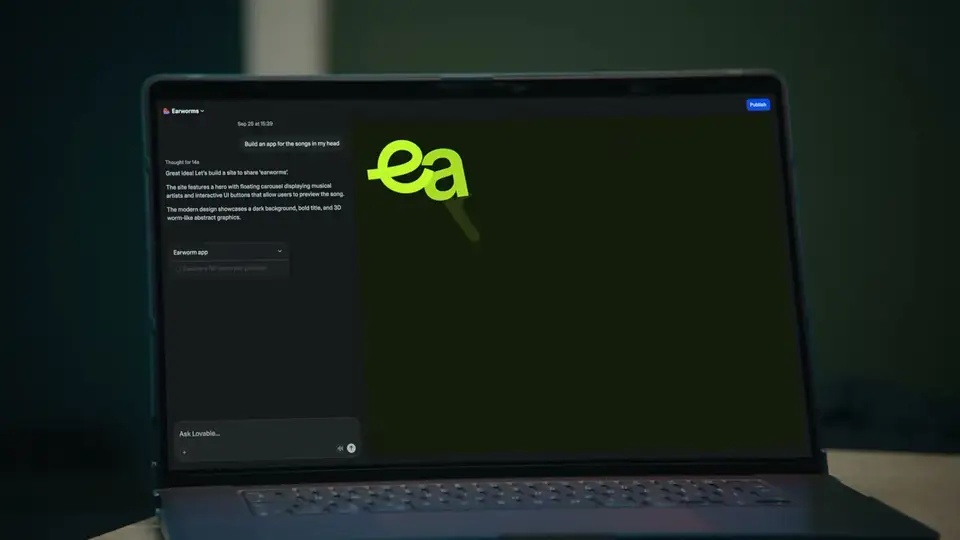 Earworms
Publish
Sep 25 at 15:39
Build an app for the songs in my head
Thought for 14s
Great idea! Let's build a site to share 'earworms'.
The site features a hero with floating carousel displaying musical
artists and interactive UI buttons that allow users to preview the song.
The modern design showcases a dark background, bold title, and 3D
worm-like abstract graphics.
ea
Earworm app
Ask Lovable...